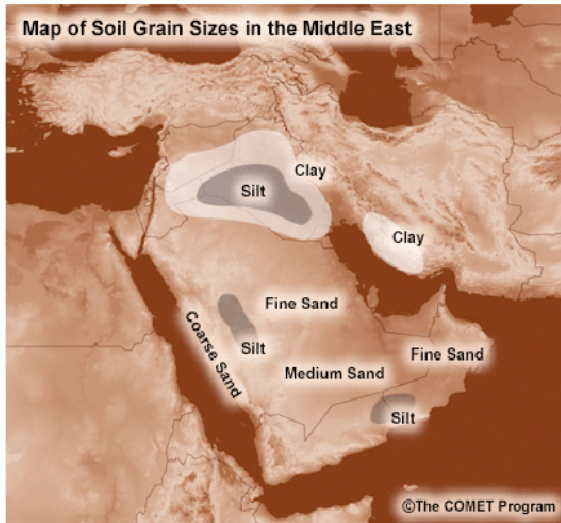 Map of Soil Grain Sizes in the Middle East
Clay
Silt
Clay
Fine Sand
Coarse Sand
Silt
Fine Sand
Medium Sand
Silt
©The COMET Program